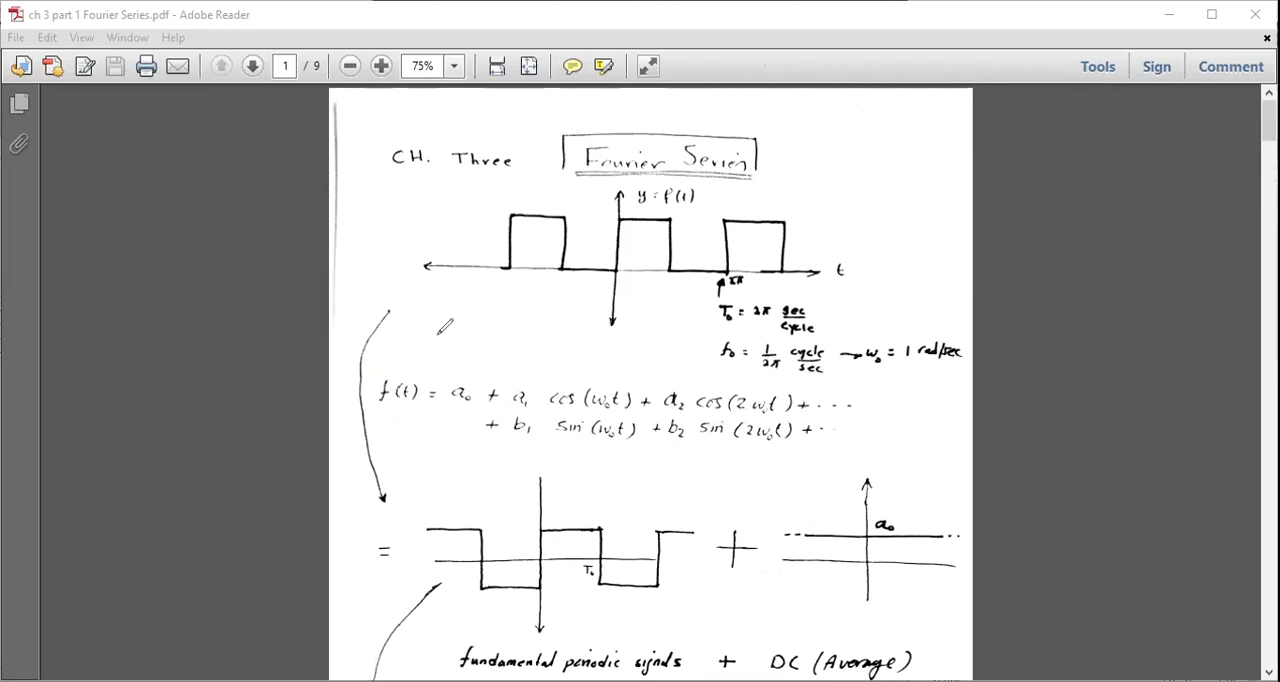 ch 3 part 1 Fourier Series.pdf - Adobe Reader
File Edit View Window Help
1 / 9 75% Tools Sign Comment
CH. Three Fourier Series
y = f(t)
t
2π
T₀ = 2π sec/cycle
f₀ = 1/2π cycle/sec → ω₀ = 1 rad/sec
f(t) = a₀ + a₁ cos(ω₀t) + a₂ cos(2ω₀t) + ...
+ b₁ sin(ω₀t) + b₂ sin(2ω₀t) + ..
= T₀ + a₀
fundamental periodic signals + DC (Average)